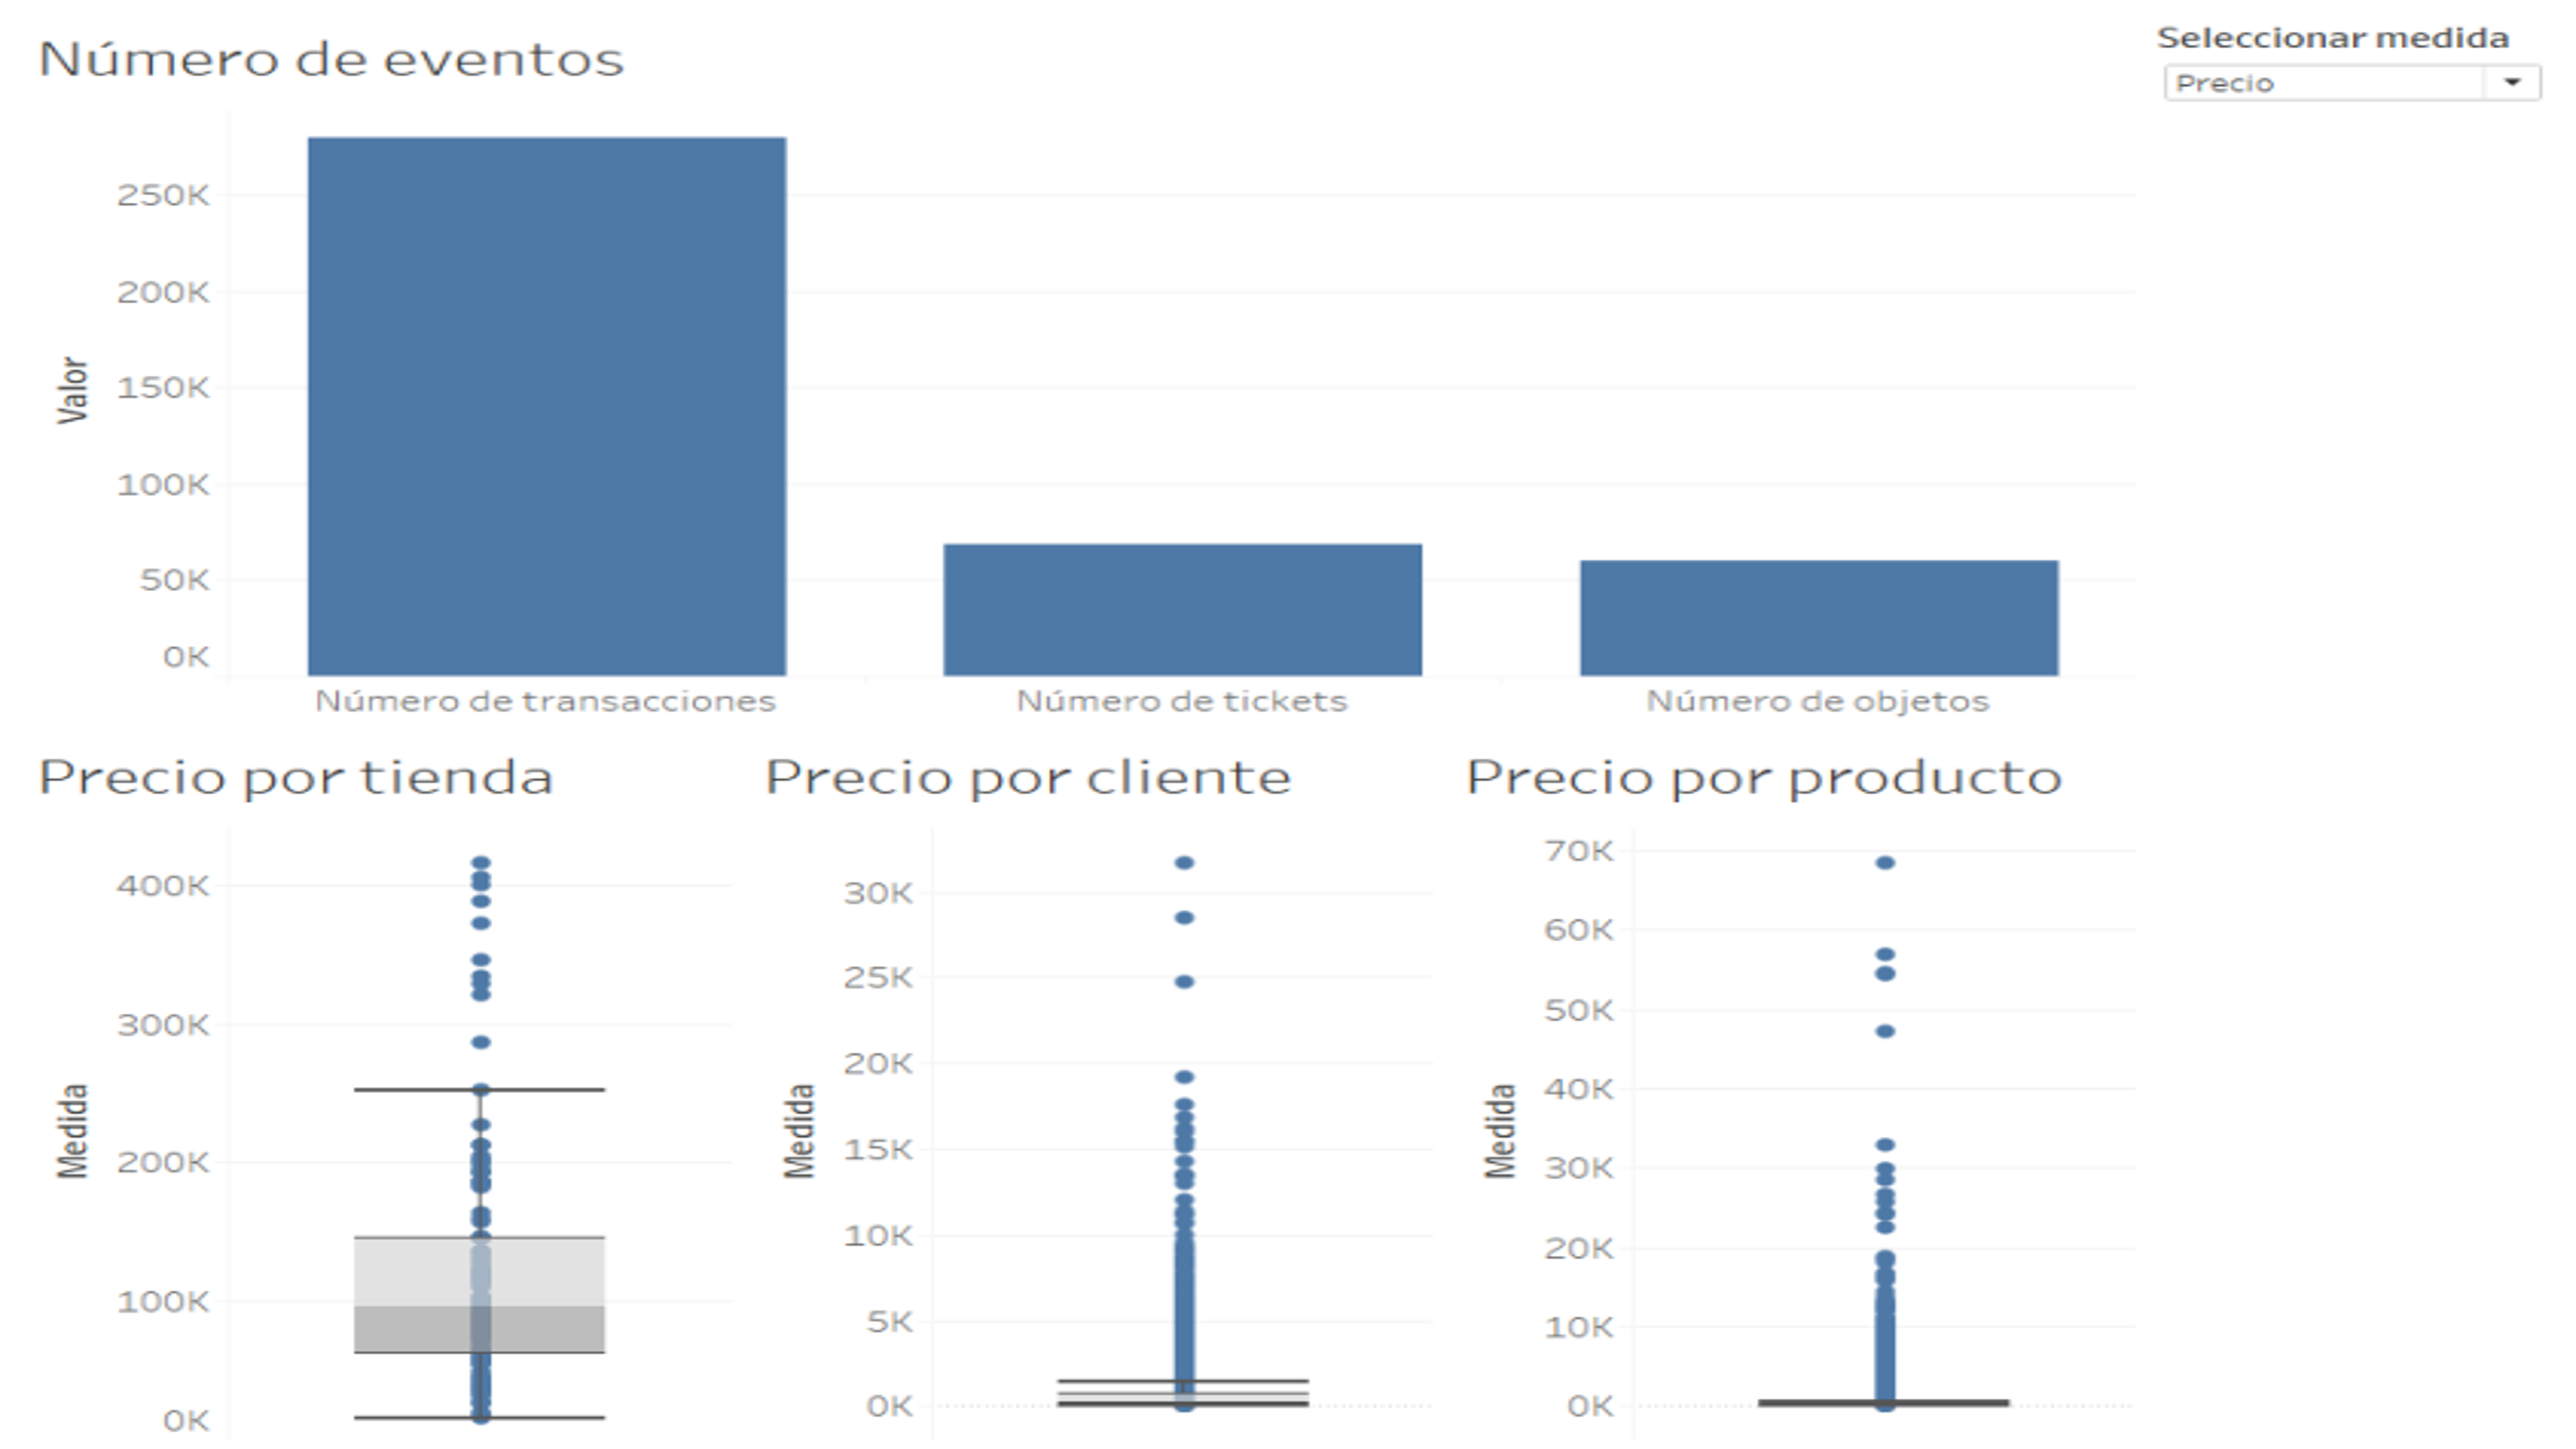 Número de eventos
Seleccionar medida
Precio
250K
200K
150K
100K
50K
0K
Valor
Número de transacciones
Número de tickets
Número de objetos
Precio por tienda
400K
300K
200K
100K
0K
Medida
Precio por cliente
30K
25K
20K
15K
10K
5K
0K
Medida
Precio por producto
70K
60K
50K
40K
30K
20K
10K
0K
Medida